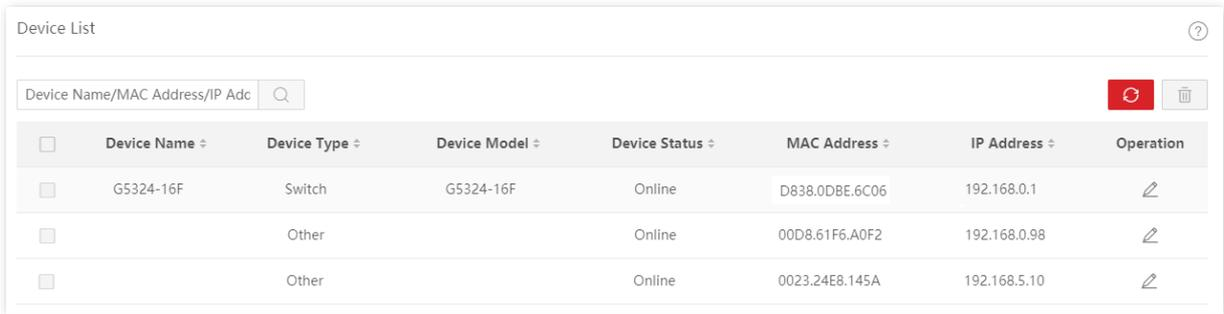 Device List
?
Device Name/MAC Address/IP Adc
Device Name Device Type Device Model Device Status MAC Address IP Address Operation
G5324-16F Switch G5324-16F Online D838.0DBE.6C06 192.168.0.1
Other Online 00D8.61F6.A0F2 192.168.0.98
Other Online 0023.24E8.145A 192.168.5.10